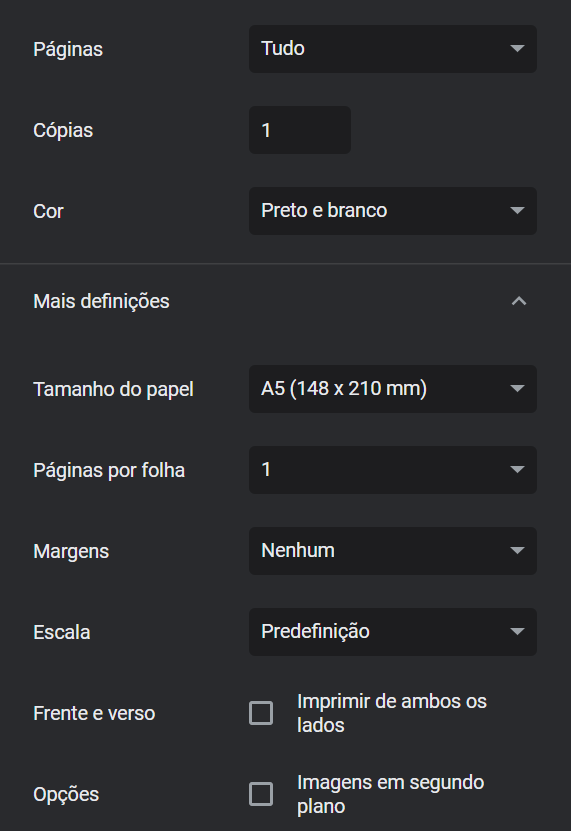 Páginas
Tudo
Cópias
1
Cor
Preto e branco
Mais definições
Tamanho do papel
A5 (148 x 210 mm)
Páginas por folha
1
Margens
Nenhum
Escala
Predefinição
Frente e verso
Imprimir de ambos os
lados
Opções
Imagens em segundo
plano